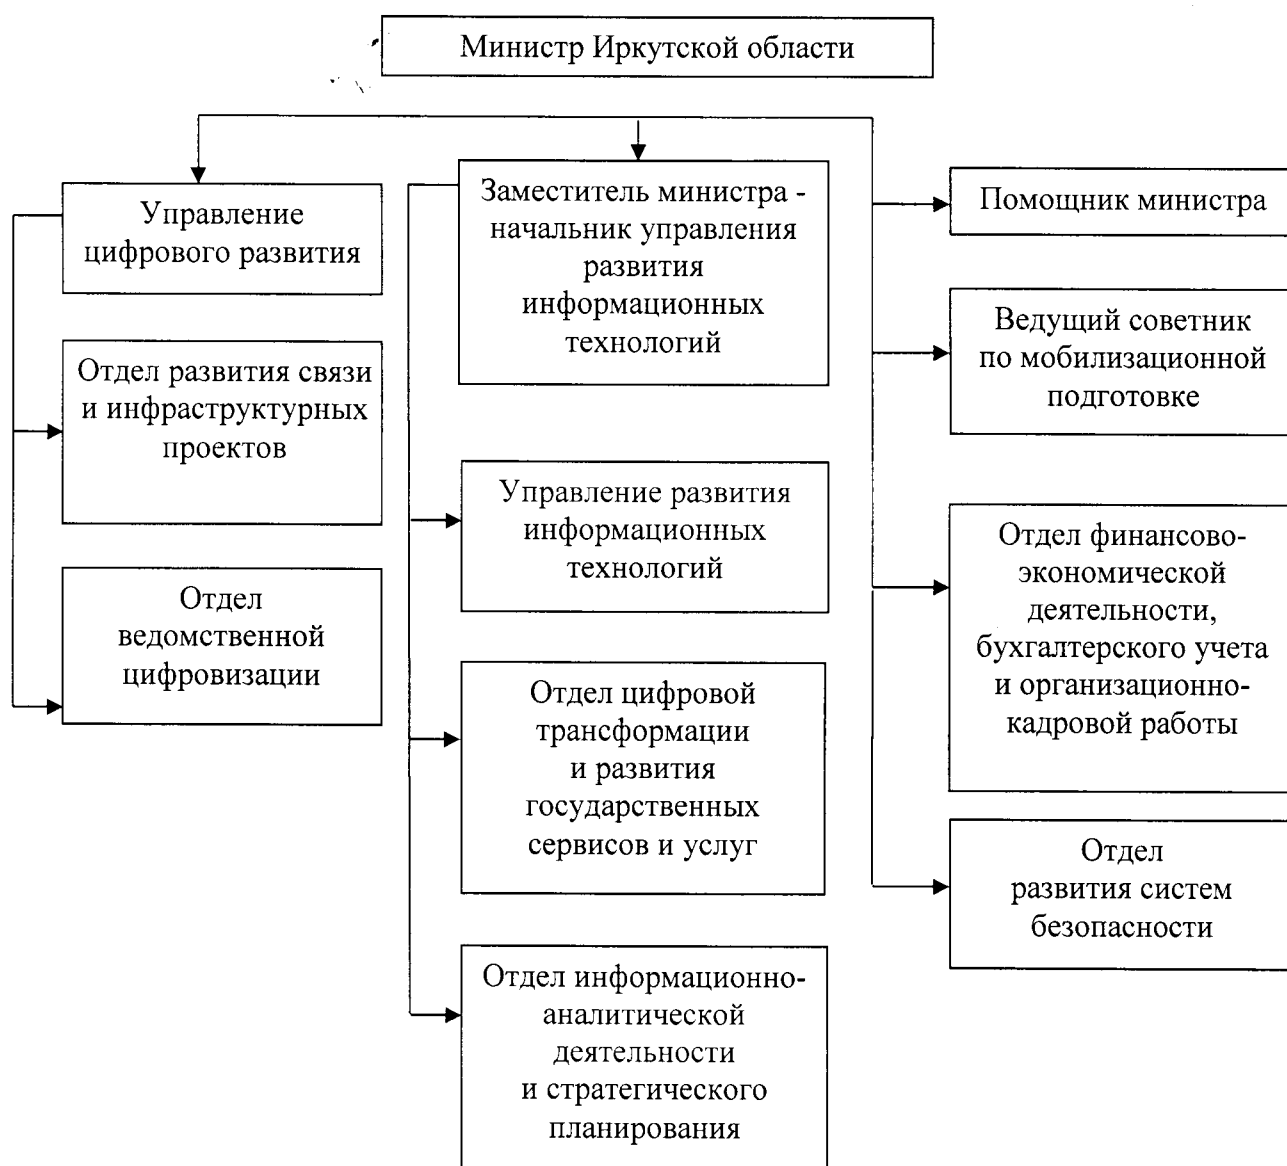 Министр Иркутской области
Управление
цифрового развития
Отдел развития связи
и инфраструктурных
проектов
Отдел
ведомственной
цифровизации
Заместитель министра -
начальник управления
развития
информационных
технологий
Управление развития
информационных
технологий
Отдел цифровой
трансформации
и развития
государственных
сервисов и услуг
Отдел информационно-
аналитической
деятельности
и стратегического
планирования
Помощник министра
Ведущий советник
по мобилизационной
подготовке
Отдел финансово-
экономической
деятельности,
бухгалтерского учета
и организационно-
кадровой работы
Отдел
развития систем
безопасности